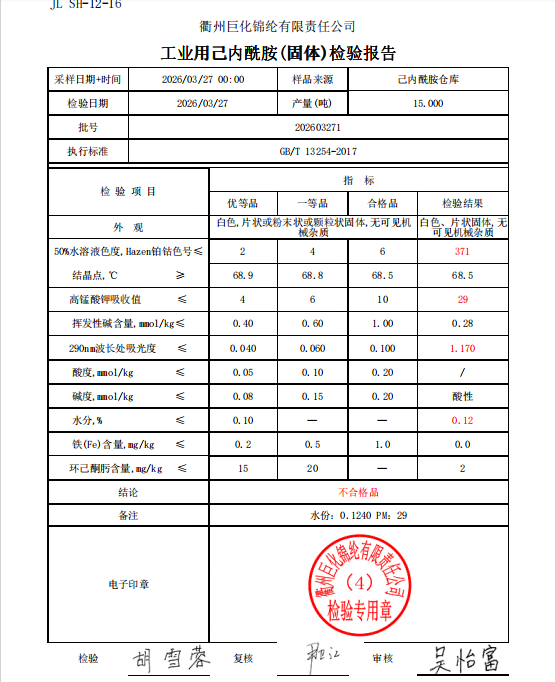 JL SH-12-16
衢州巨化锦纶有限责任公司
工业用己内酰胺(固体)检验报告
采样日期+时间 2026/03/27 00:00 样品来源 己内酰胺仓库
检验日期 2026/03/27 产量(吨) 15.000
批号 202603271
执行标准 GB/T 13254-2017
检 验 项 目 指 标
优等品 一等品 合格品 检验结果
外 观 白色,片状或粉末状或颗粒状固体,无可见机械杂质 白色、片状固体,无可见机械杂质
50%水溶液色度,Hazen铂钴色号≤ 2 4 6 371
结晶点,℃ ≥ 68.9 68.8 68.5 68.5
高锰酸钾吸收值 ≤ 4 6 10 29
挥发性碱含量,mmol/kg≤ 0.40 0.60 1.00 0.28
290nm波长处吸光度 ≤ 0.040 0.060 0.100 1.170
酸度,mmol/kg ≤ 0.05 0.10 0.20 /
碱度,mmol/kg ≤ 0.08 0.15 0.20 酸性
水分,% ≤ 0.10 — — 0.12
铁(Fe)含量,mg/kg ≤ 0.2 0.5 1.0 0.0
环己酮肟含量,mg/kg ≤ 15 20 — 2
结论 不合格品
备注 水份: 0.1240 PM: 29
电子印章
衢州巨化锦纶有限责任公司
(4)
检验专用章
检验 胡雪蓉 复核 审核 吴怡富